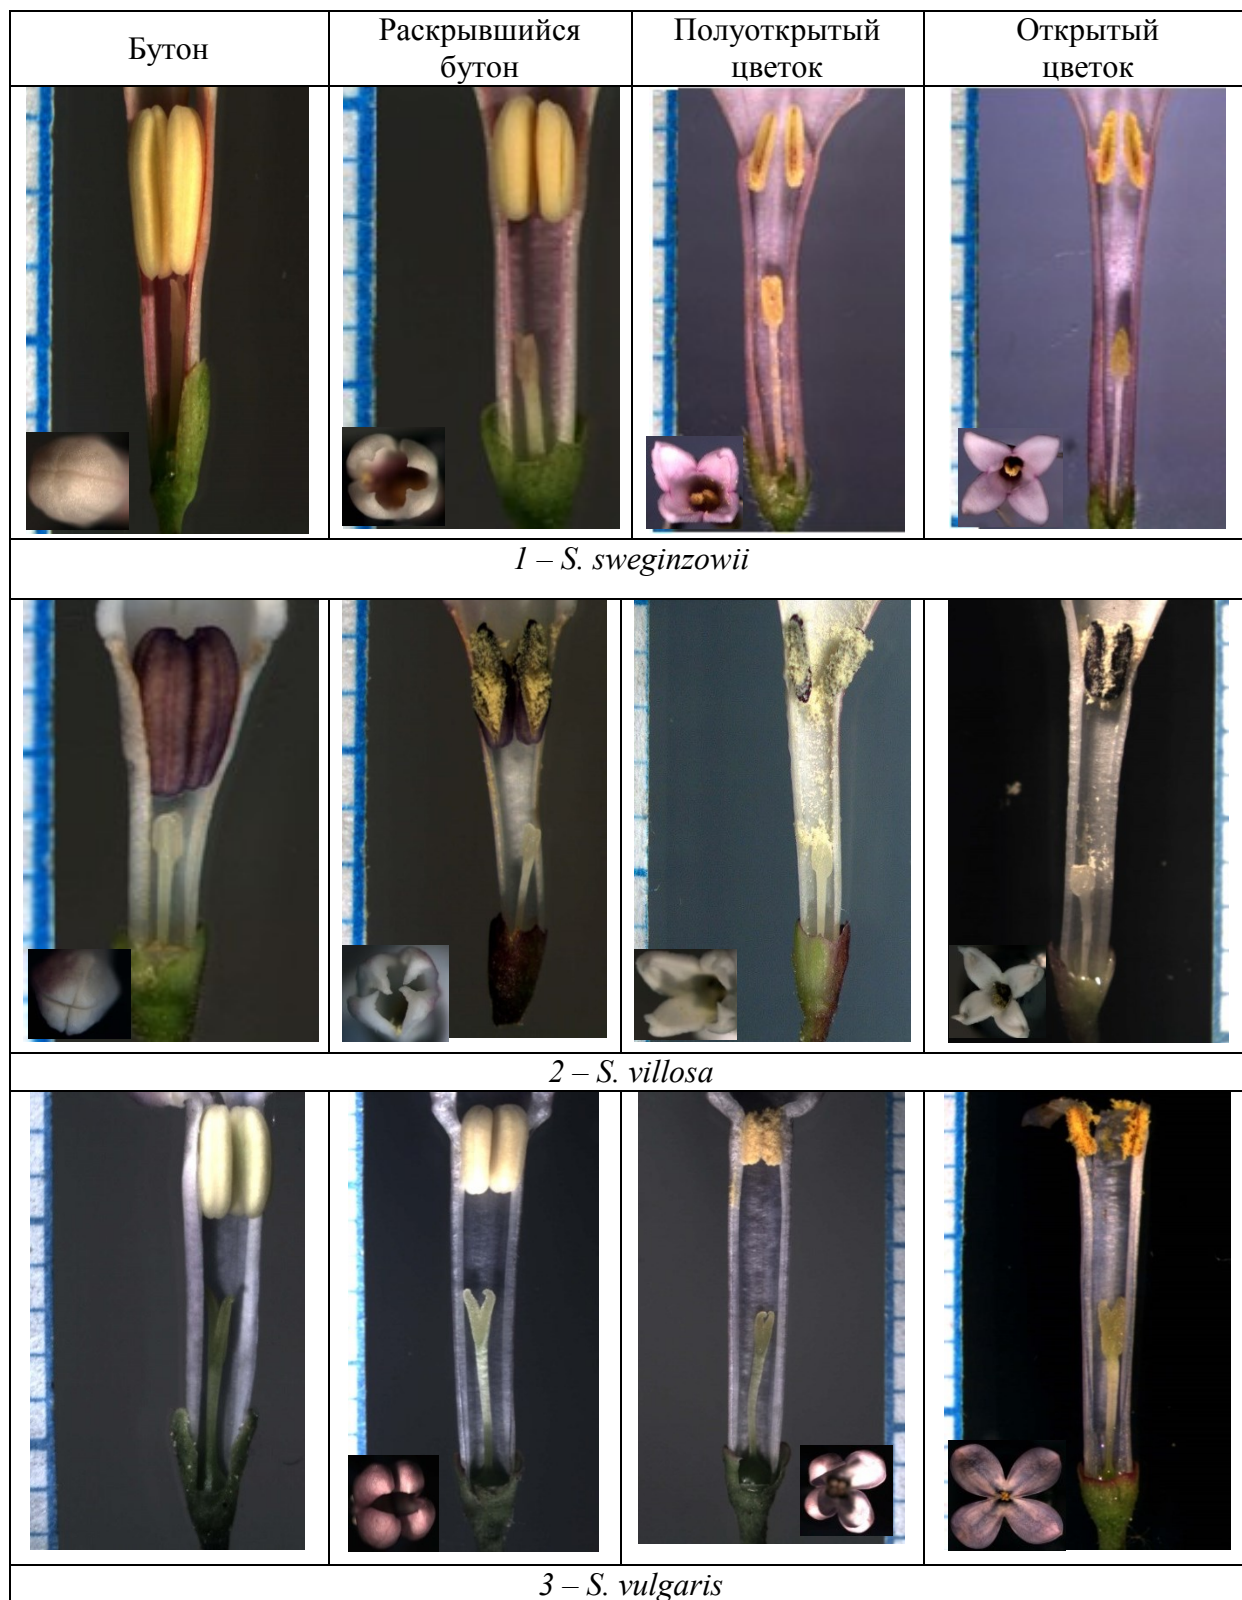 Бутон
Раскрывшийся
бутон
Полуоткрытый
цветок
Открытый
цветок
1 – S. sweginzowii
2 – S. villosa
3 – S. vulgaris